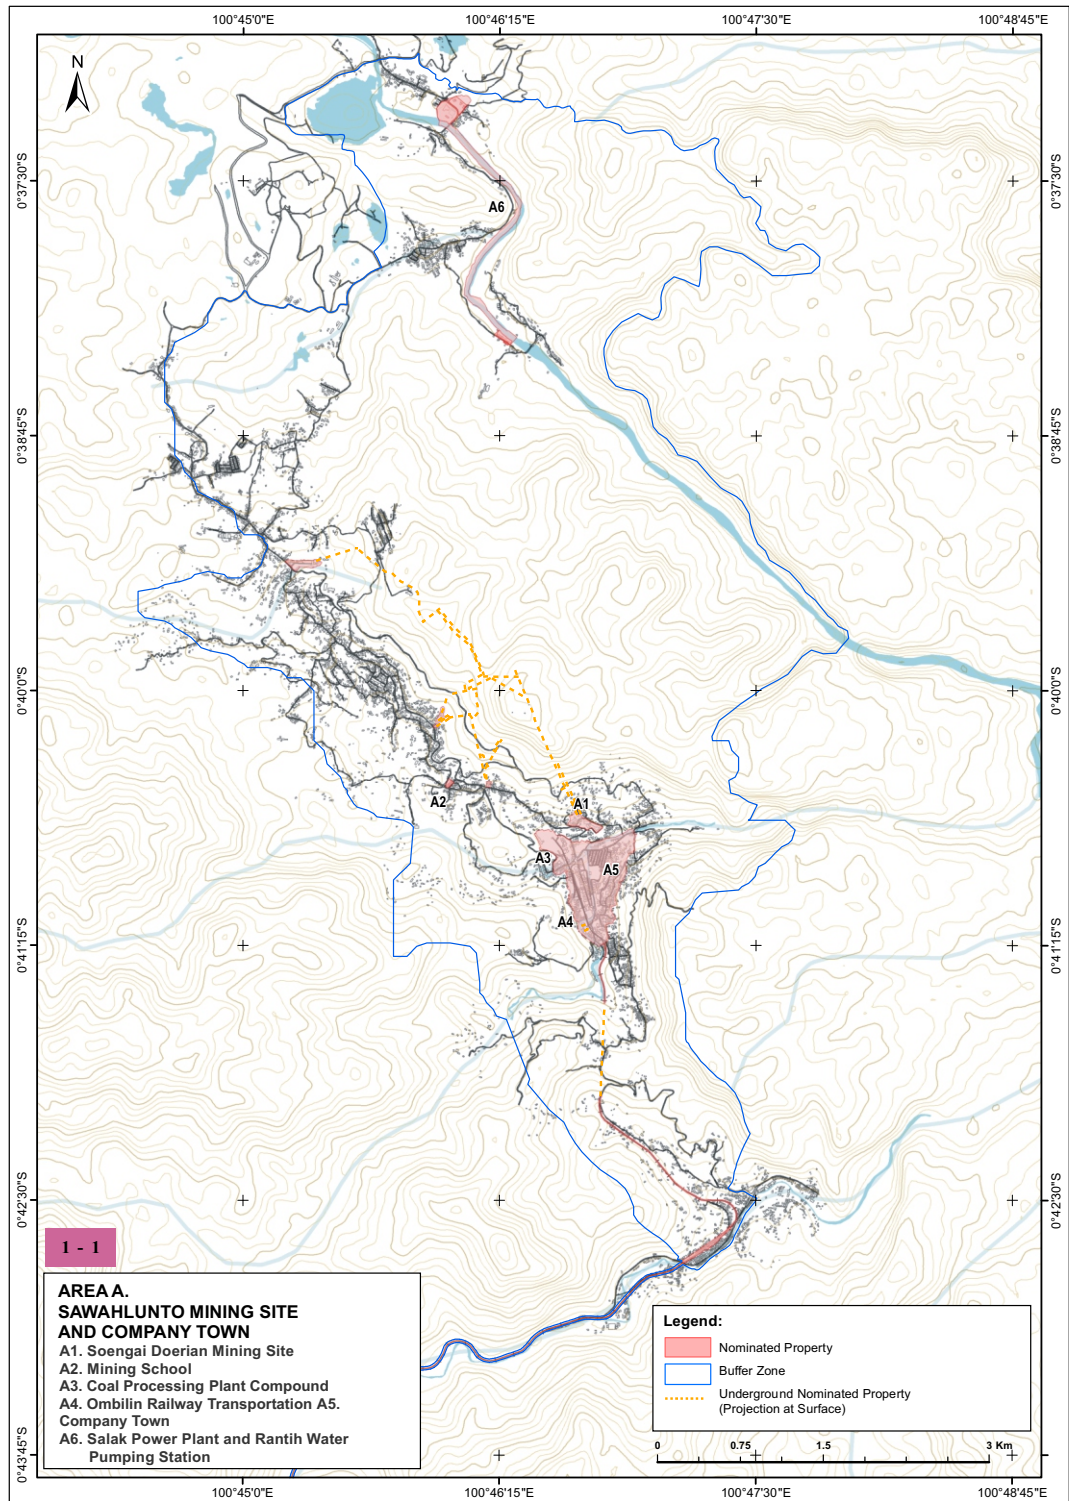 100°45'0"E 100°46'15"E 100°47'30"E 100°48'45"E
N
0°37'30"S 0°37'30"S
A6
0°38'45"S 0°38'45"S
0°40'0"S 0°40'0"S
A2
A1
A3
A5
A4
0°41'15"S 0°41'15"S
0°42'30"S 0°42'30"S
1 - 1
AREA A.
SAWAHLUNTO MINING SITE
AND COMPANY TOWN
A1. Soengai Doerian Mining Site
A2. Mining School
A3. Coal Processing Plant Compound
A4. Ombilin Railway Transportation A5.
Company Town
A6. Salak Power Plant and Rantih Water
Pumping Station
Legend:
Nominated Property
Buffer Zone
Underground Nominated Property
(Projection at Surface)
0 0.75 1.5 3 Km
0°43'45"S 0°43'45"S
100°45'0"E 100°46'15"E 100°47'30"E 100°48'45"E